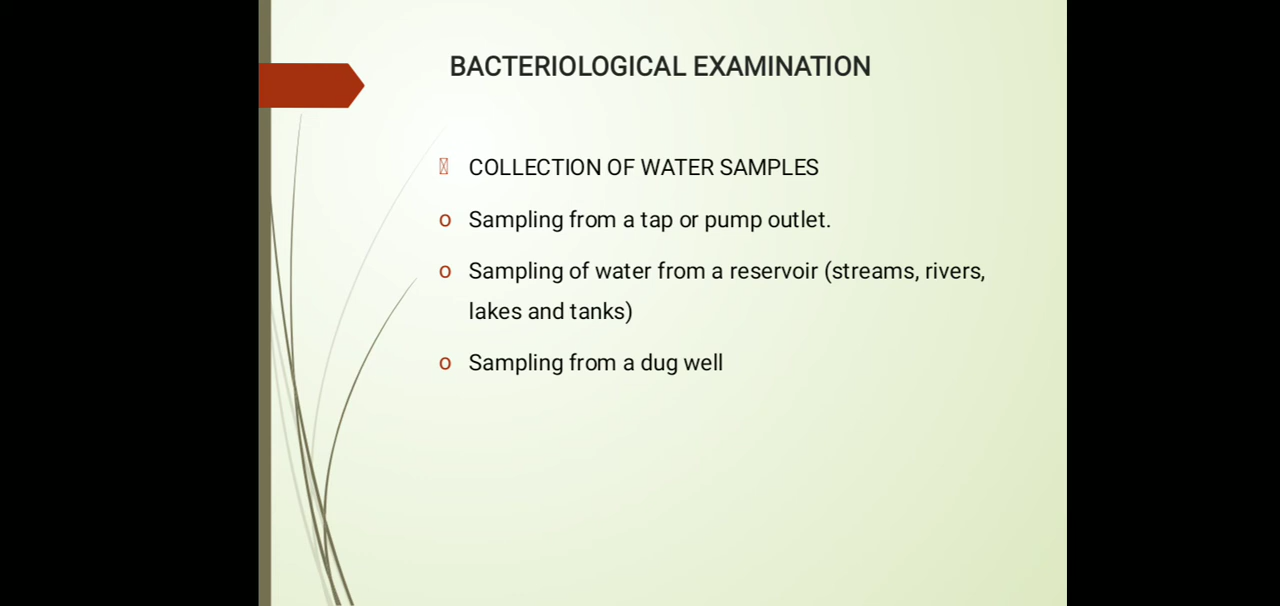 BACTERIOLOGICAL EXAMINATION
COLLECTION OF WATER SAMPLES
o Sampling from a tap or pump outlet.
o Sampling of water from a reservoir (streams, rivers,
lakes and tanks)
o Sampling from a dug well